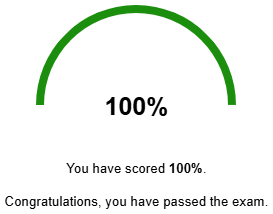 100%
You have scored 100%.
Congratulations, you have passed the exam.